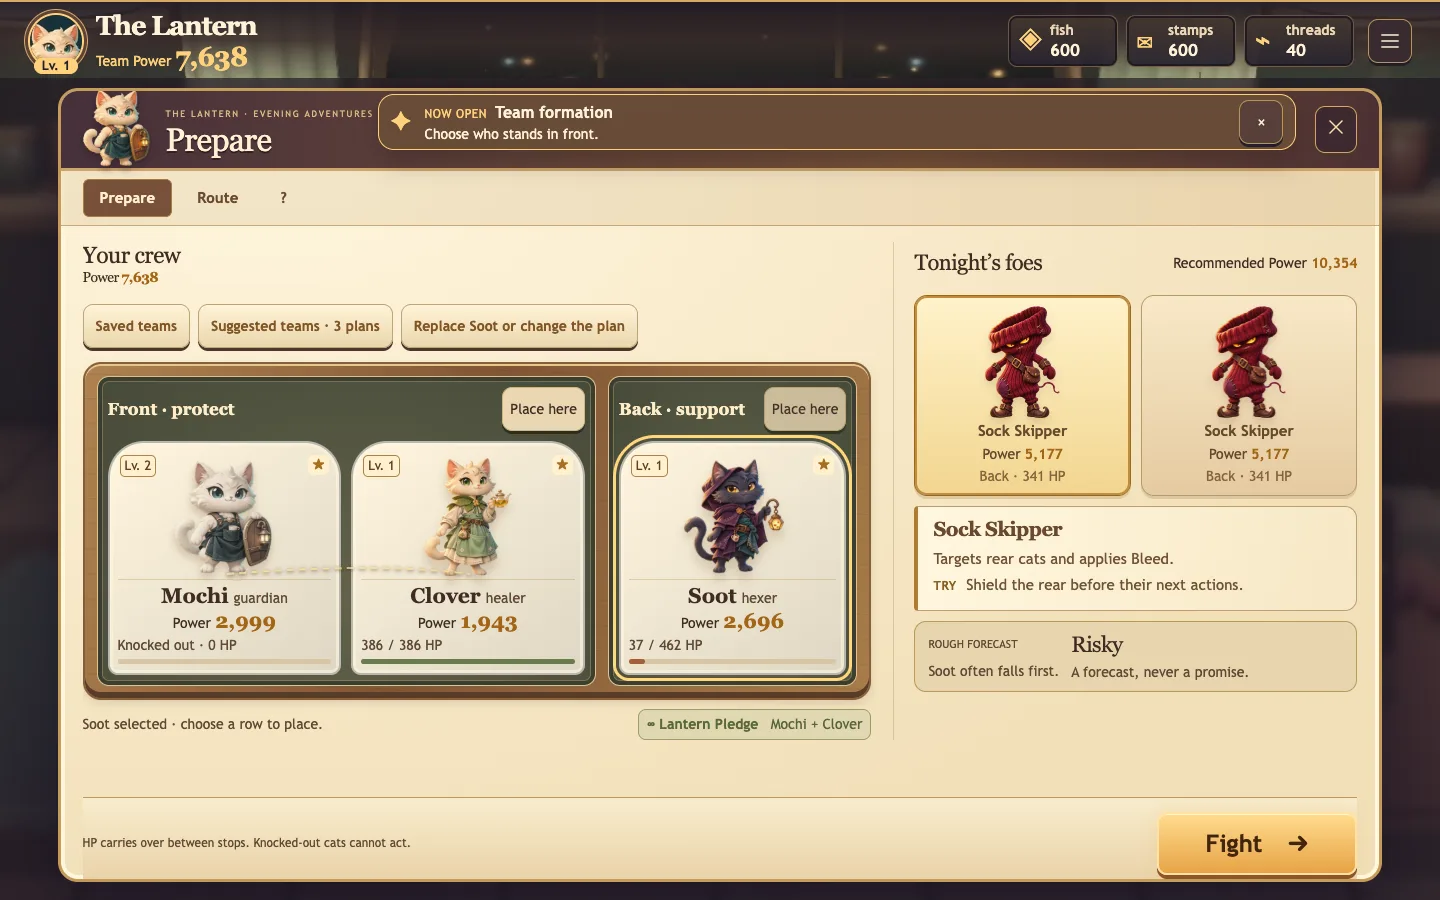 The Lantern
Team Power 7,638
Lv. 1
fish
600
stamps
600
threads
40
THE LANTERN · EVENING ADVENTURES
Prepare
NOW OPEN Team formation
Choose who stands in front.
×
Prepare
Route
?
Your crew
Power 7,638
Saved teams
Suggested teams · 3 plans
Replace Soot or change the plan
Front · protect
Place here
Back · support
Place here
Lv. 2
Mochi guardian
Power 2,999
Knocked out · 0 HP
Lv. 1
Clover healer
Power 1,943
386 / 386 HP
Lv. 1
Soot hexer
Power 2,696
37 / 462 HP
Soot selected · choose a row to place.
Lantern Pledge Mochi + Clover
Tonight’s foes
Recommended Power 10,354
Sock Skipper
Power 5,177
Back · 341 HP
Sock Skipper
Power 5,177
Back · 341 HP
Sock Skipper
Targets rear cats and applies Bleed.
TRY Shield the rear before their next actions.
ROUGH FORECAST
Soot often falls first.
Risky
A forecast, never a promise.
HP carries over between stops. Knocked-out cats cannot act.
Fight →